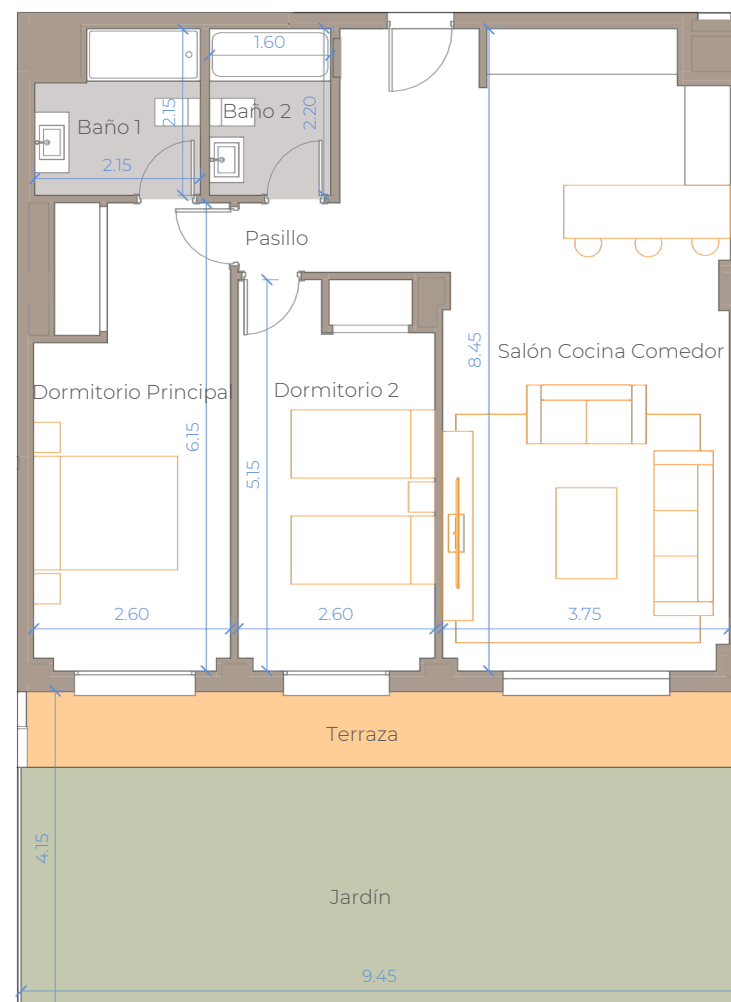 1.60
Baño 2
2.15
2.20
Baño 1
2.15
Pasillo
8.45
Salón Cocina Comedor
Dormitorio Principal
Dormitorio 2
6.15
5.15
2.60
2.60
3.75
Terraza
4.15
Jardín
9.45